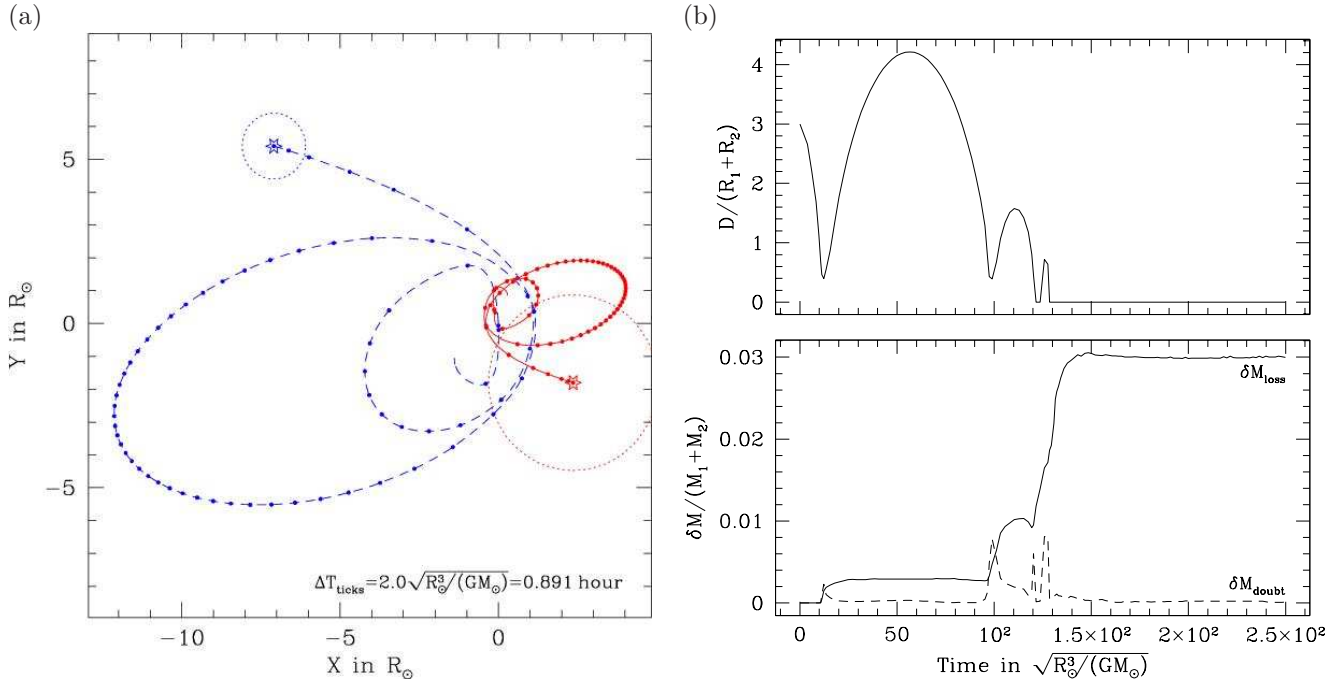 (a)
5
0
−5
Y in R☉
−10
−5
0
X in R☉
ΔT_ticks=2.0√R☉³/(GM☉)=0.891 hour
(b)
4
3
2
1
0
D/(R₁+R₂)
0.03
0.02
0.01
0
δM/(M₁+M₂)
δM_loss
δM_doubt
0
50
10²
1.5×10²
2×10²
2.5×10²
Time in √R☉³/(GM☉)